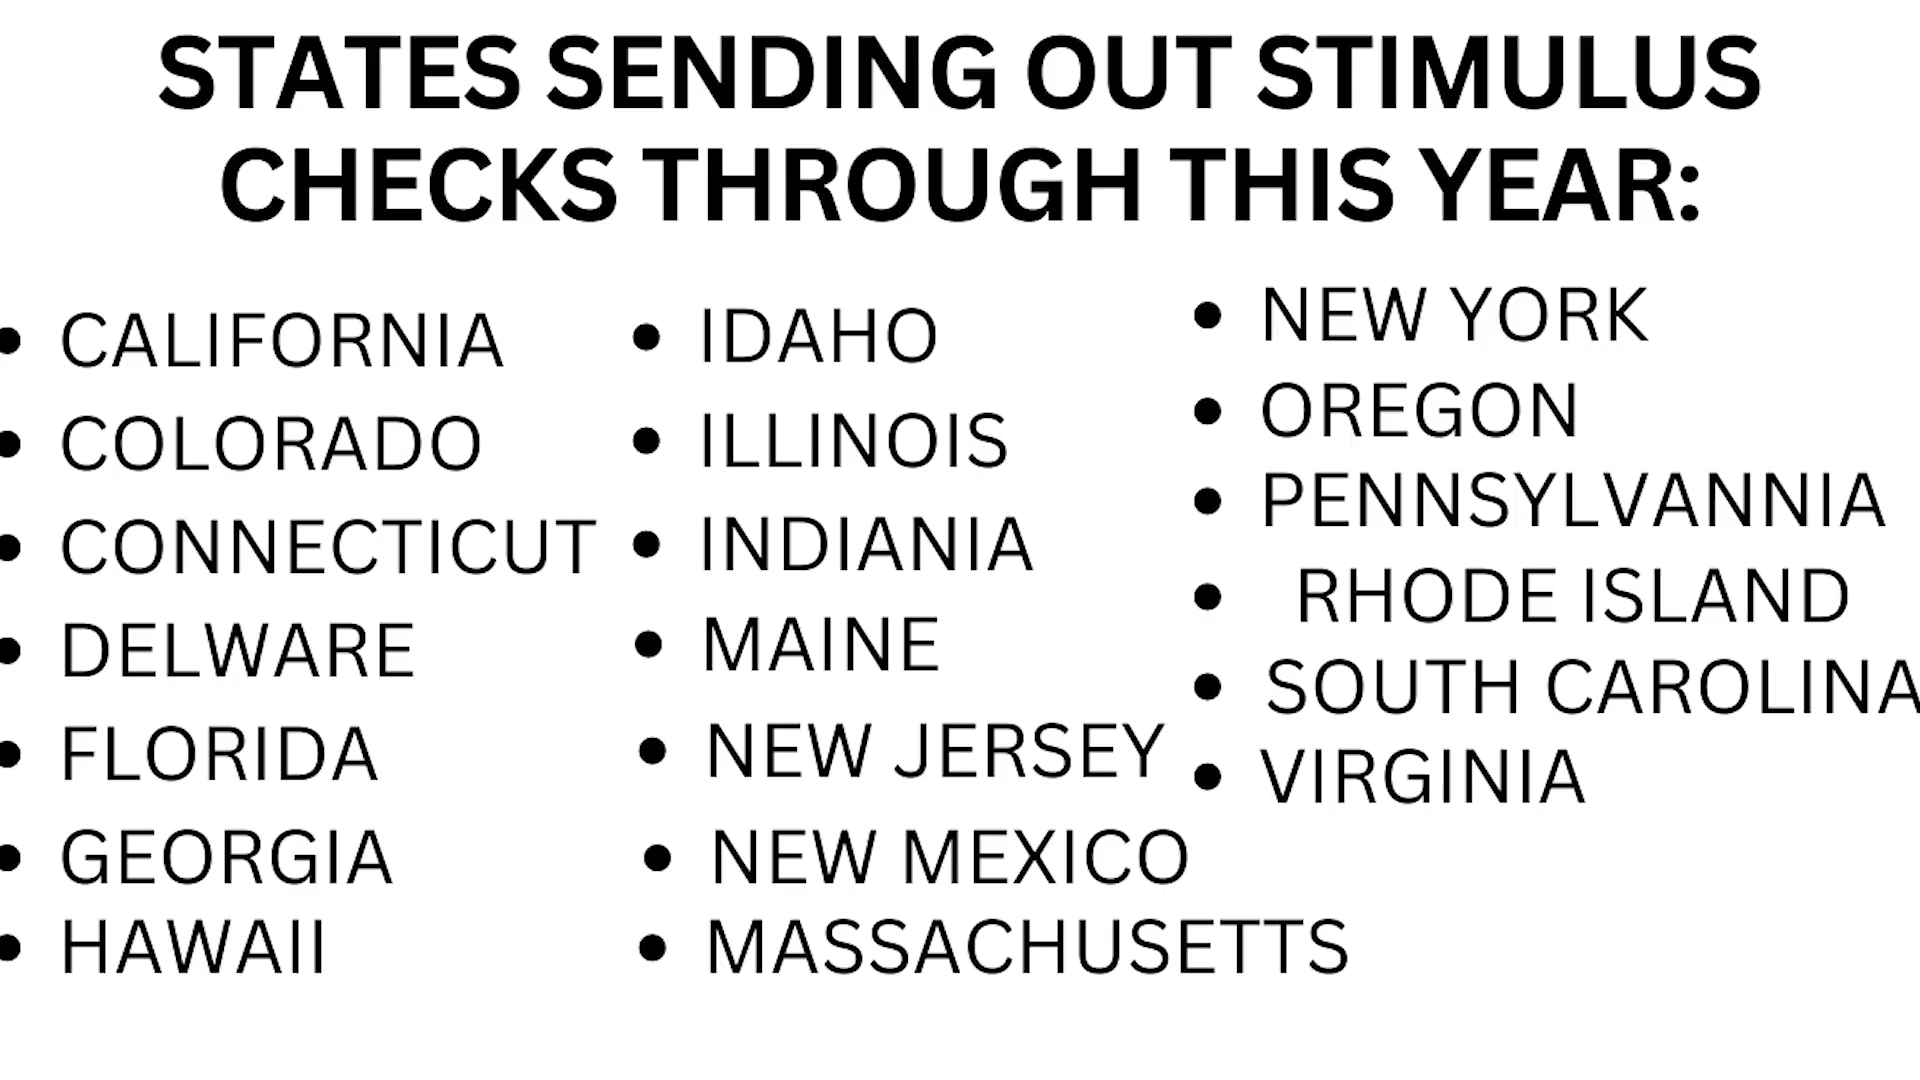 STATES SENDING OUT STIMULUS
CHECKS THROUGH THIS YEAR:
• CALIFORNIA
• COLORADO
• CONNECTICUT
• DELWARE
• FLORIDA
• GEORGIA
• HAWAII
• IDAHO
• ILLINOIS
• INDIANIA
• MAINE
• NEW JERSEY
• NEW MEXICO
• MASSACHUSETTS
• NEW YORK
• OREGON
• PENNSYLVANNIA
• RHODE ISLAND
• SOUTH CAROLINA
• VIRGINIA